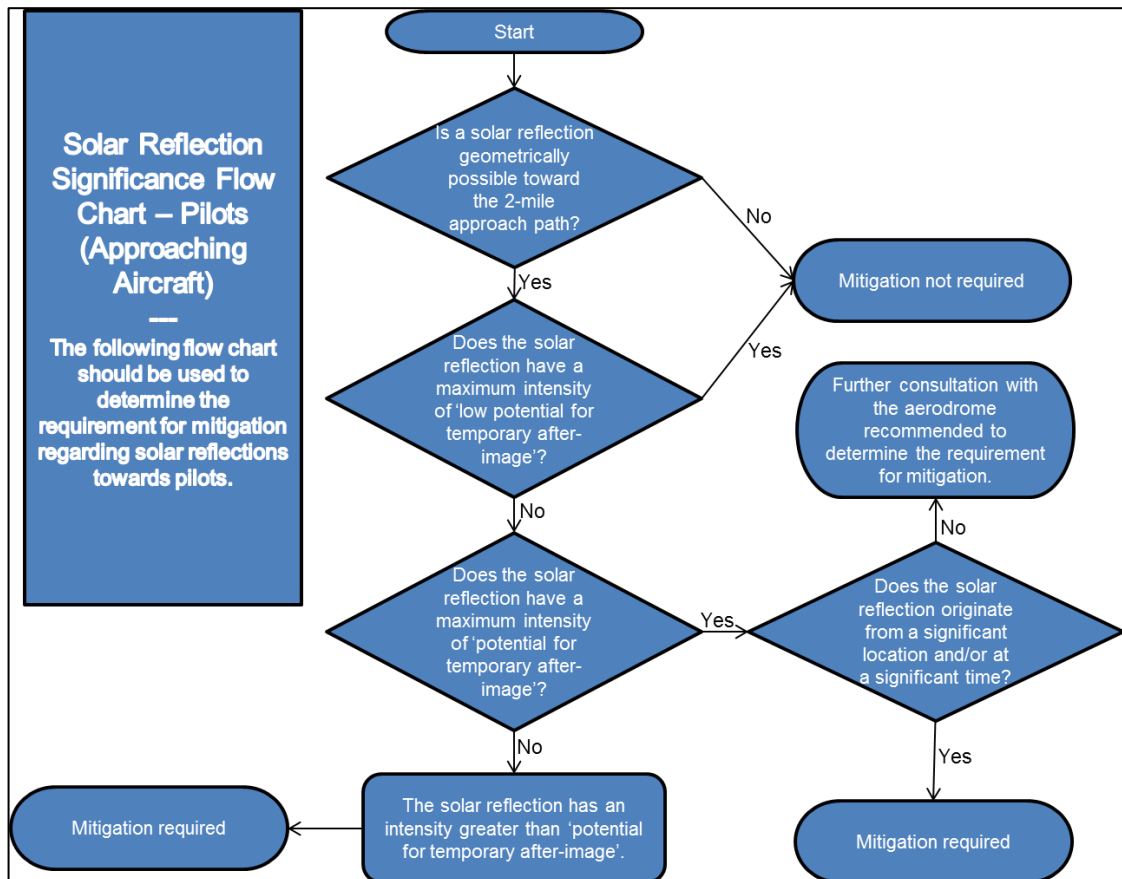 Solar Reflection
Significance Flow
Chart – Pilots
(Approaching
Aircraft)
---
The following flow chart
should be used to
determine the
requirement for mitigation
regarding solar reflections
towards pilots.
Start
Is a solar reflection
geometrically
possible toward
the 2-mile
approach path?
No
Yes
Mitigation not required
Does the solar
reflection have a
maximum intensity
of ‘low potential for
temporary after-
image’?
Yes
No
Further consultation with
the aerodrome
recommended to
determine the requirement
for mitigation.
No
Does the solar
reflection have a
maximum intensity
of ‘potential for
temporary after-
image’?
Yes
Does the solar
reflection originate
from a significant
location and/or at
a significant time?
No
Yes
Mitigation required
The solar reflection has an
intensity greater than ‘potential
for temporary after-image’.
Mitigation required